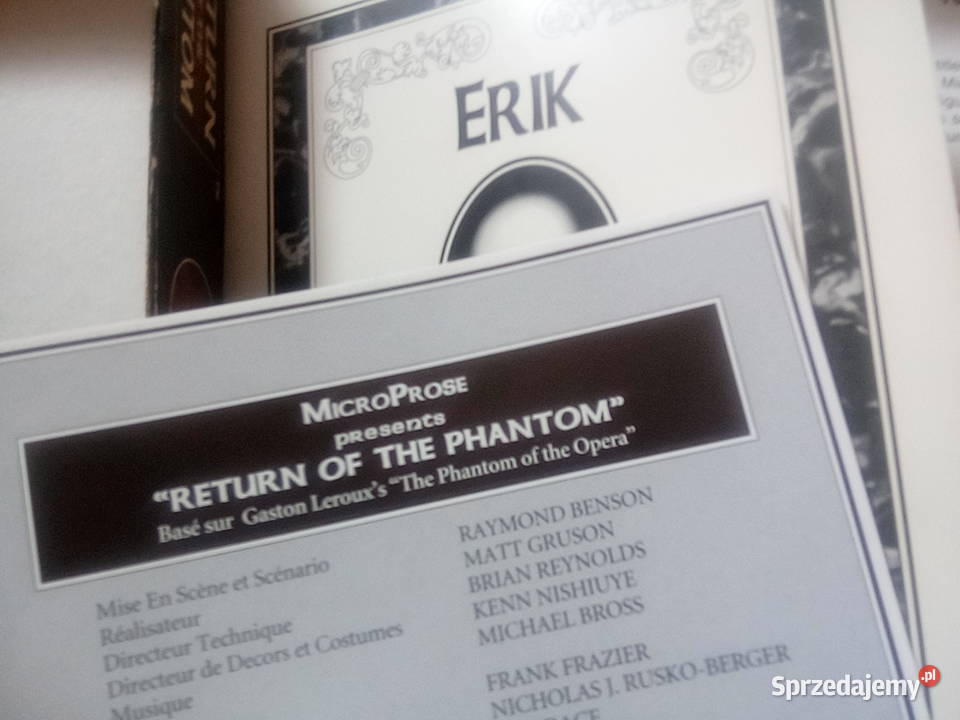 ERIK
MICROPROSE
presents
“RETURN OF THE PHANTOM”
Basé sur Gaston Leroux's “The Phantom of the Opera”
Mise En Scène et Scénario RAYMOND BENSON
Réalisateur MATT GRUSON
Directeur Technique BRIAN REYNOLDS
Directeur de Decors et Costumes KENN NISHIUYE
Musique MICHAEL BROSS
FRANK FRAZIER
NICHOLAS J. RUSKO-BERGER
Sprzedajemy.pl